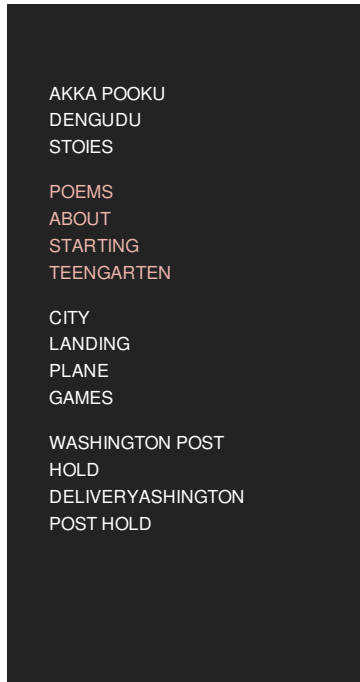 AKKA POOKU
DENGUDU
STOIES
POEMS
ABOUT
STARTING
TEENGARTEN
CITY
LANDING
PLANE
GAMES
WASHINGTON POST
HOLD
DELIVERYASHINGTON
POST HOLD